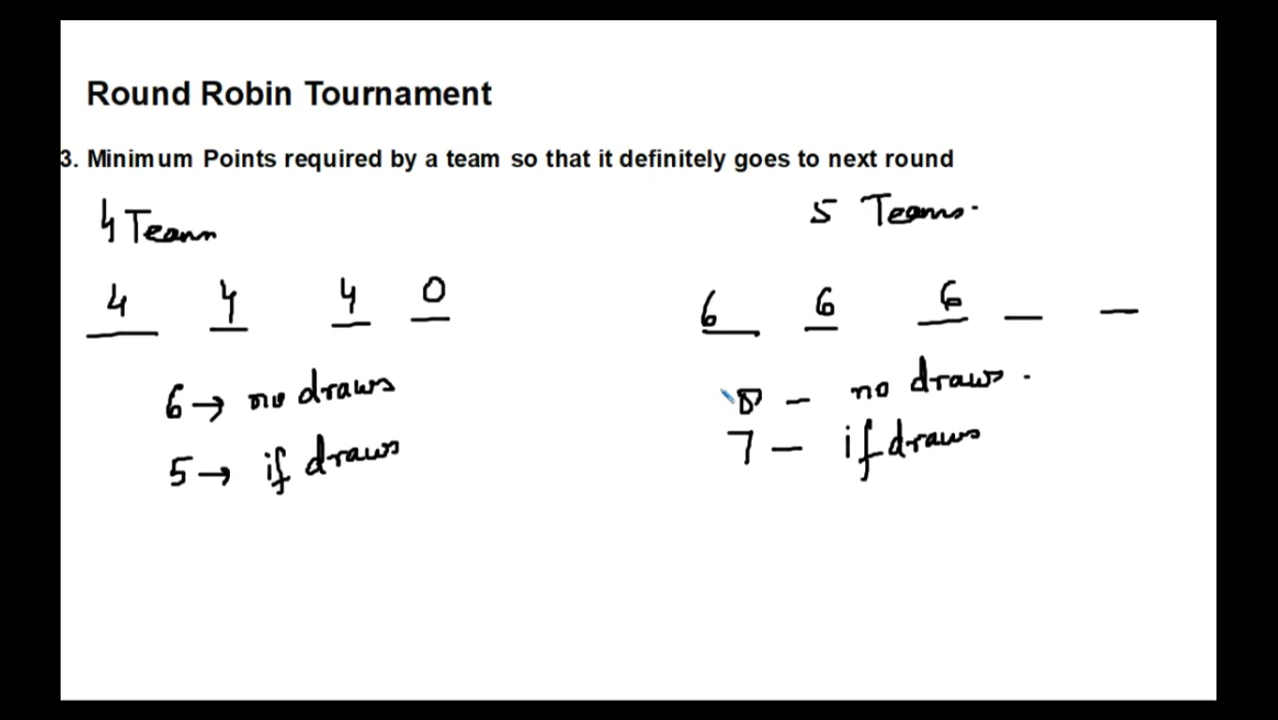 Round Robin Tournament
3. Minimum Points required by a team so that it definitely goes to next round
4 Team
5 Teams.
4 4 4 0
6 6 6 _ _
6 → no draws
8 - no draws.
5 → if draws
7 - if draws